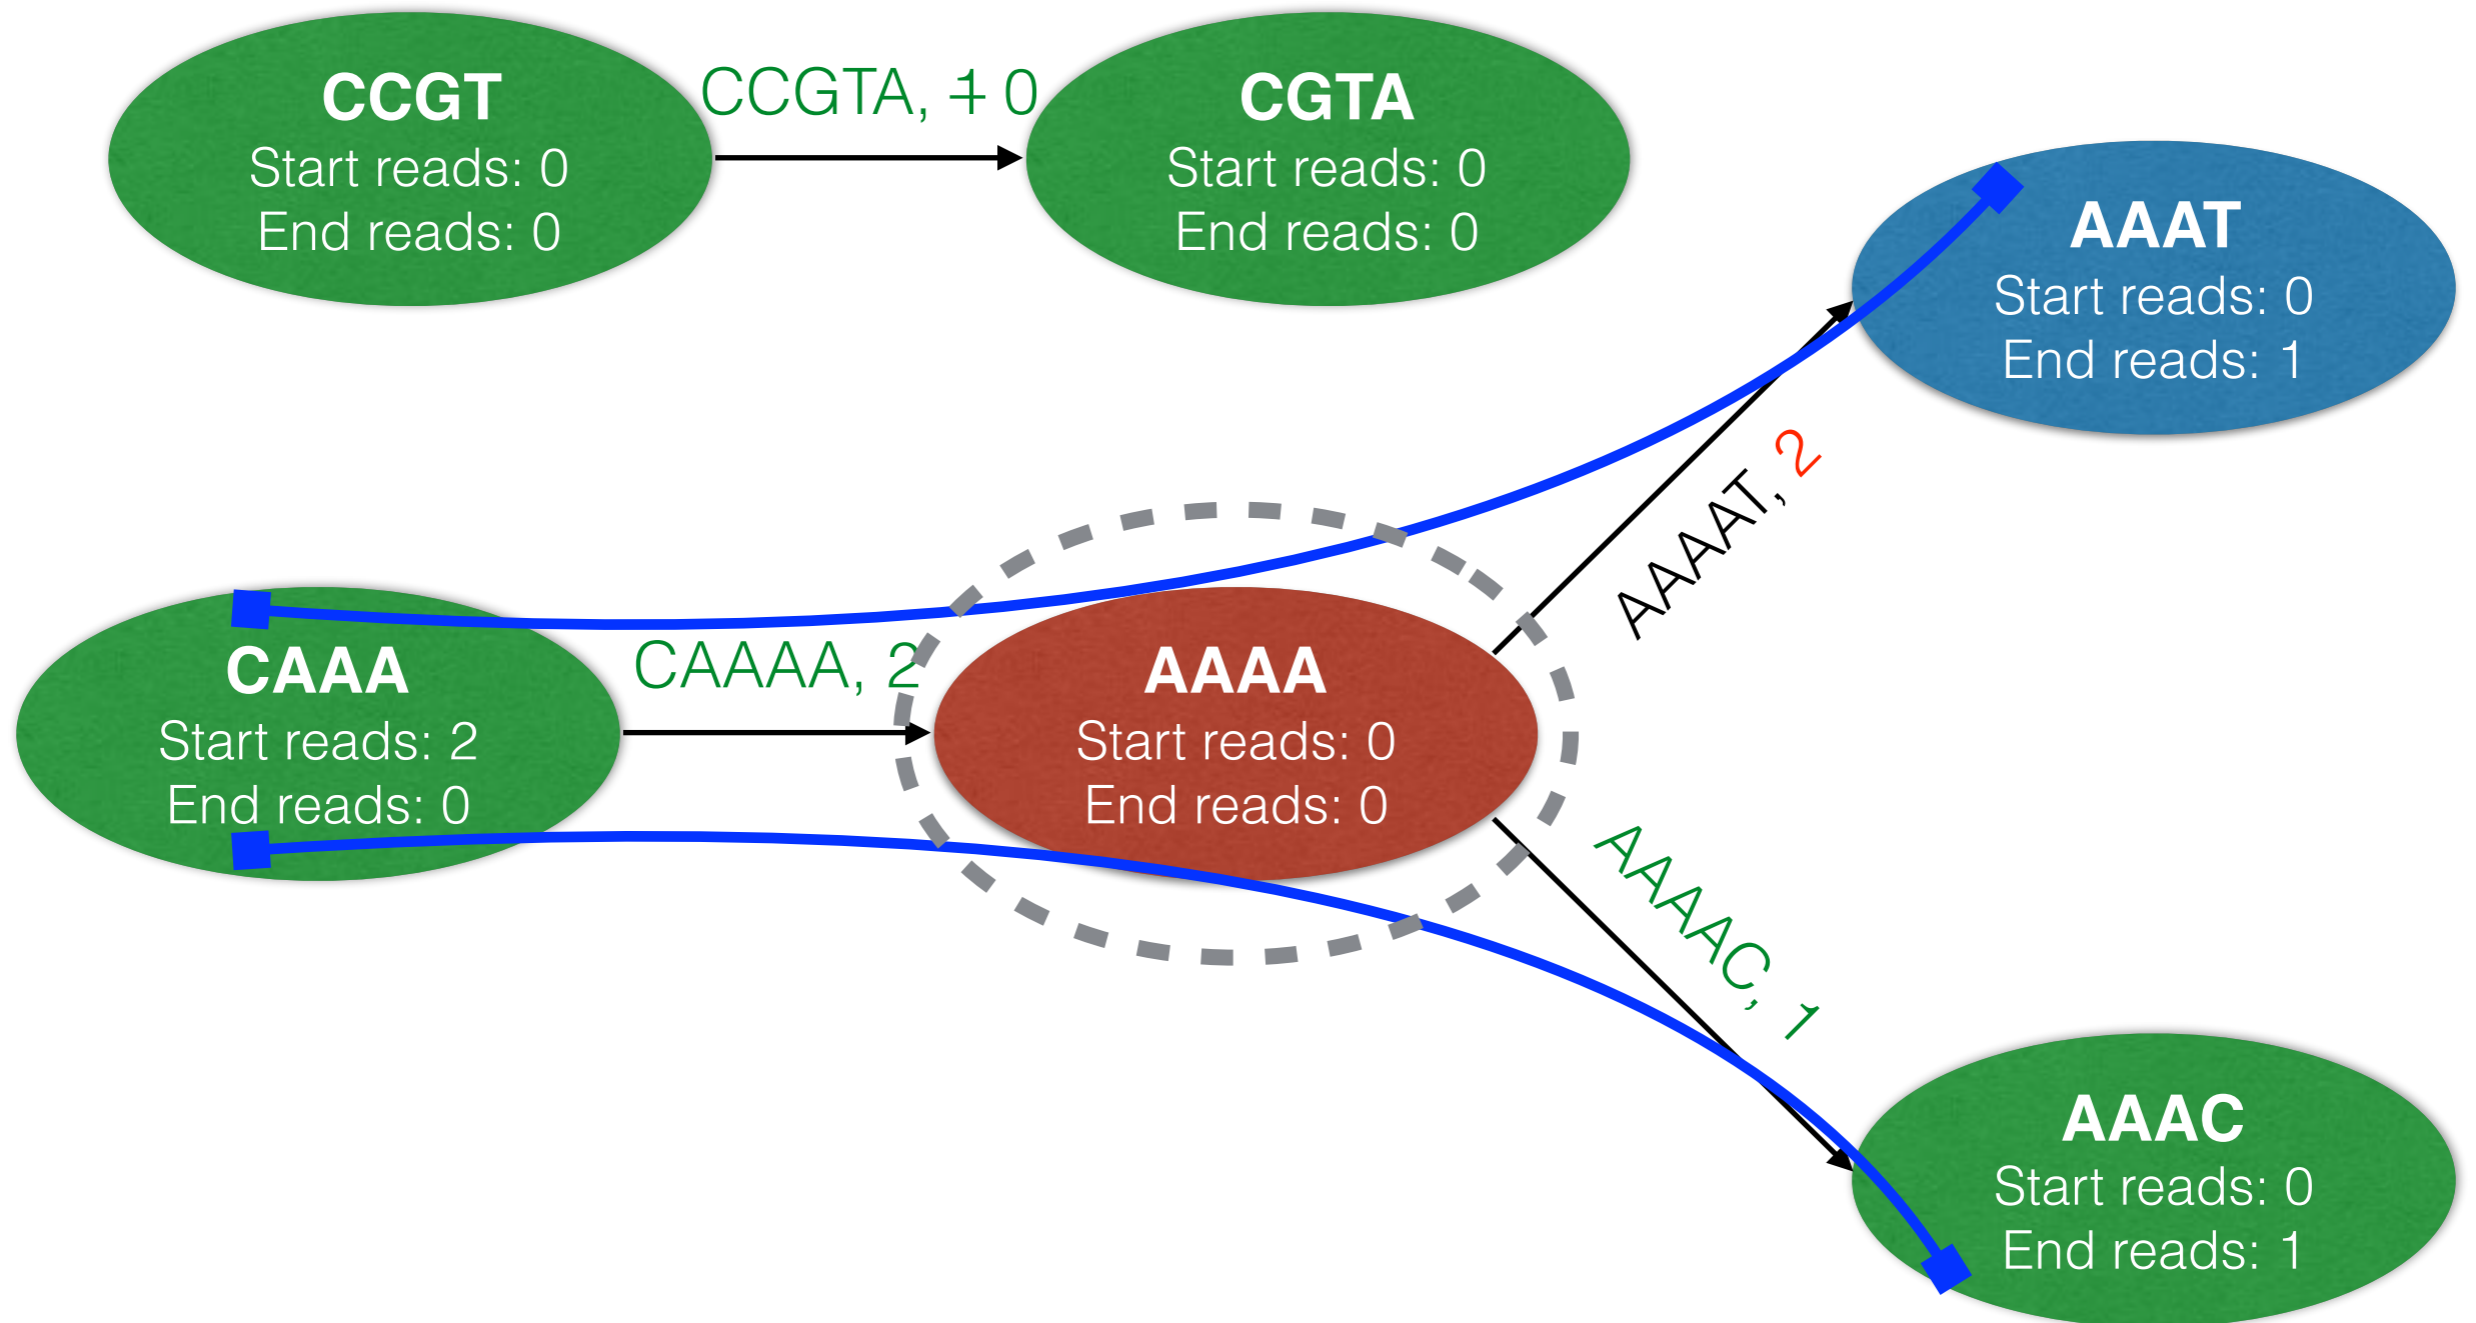 CCGT
Start reads: 0
End reads: 0
CCGTA, 1 0
CGTA
Start reads: 0
End reads: 0
AAAT
Start reads: 0
End reads: 1
AAAAT, 2
CAAA
Start reads: 2
End reads: 0
CAAAA, 2
AAAA
Start reads: 0
End reads: 0
AAAAC, 1
AAAC
Start reads: 0
End reads: 1